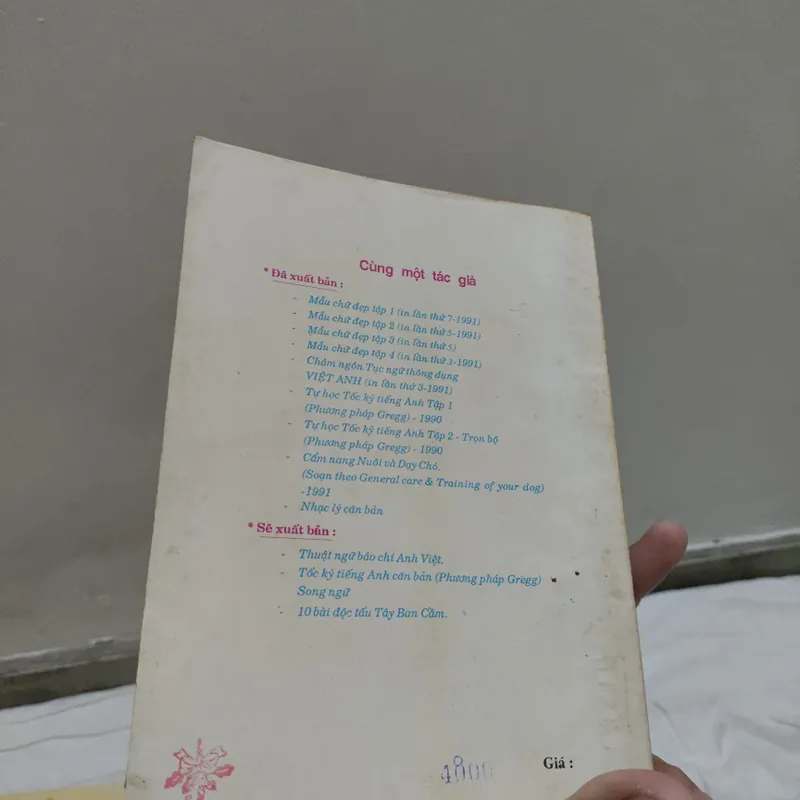 Cùng một tác giả
* Đã xuất bản :
- Mẫu chữ đẹp tập 1 (in lần thứ 7-1991)
- Mẫu chữ đẹp tập 2 (in lần thứ 5-1991)
- Mẫu chữ đẹp tập 3 (in lần thứ 5)
- Mẫu chữ đẹp tập 4 (in lần thứ 3-1991)
- Châm ngôn Tục ngữ thông dụng
VIỆT ANH (in lần thứ 3-1991)
- Tự học Tốc ký tiếng Anh Tập 1
(Phương pháp Gregg) - 1990
- Tự học Tốc ký tiếng Anh Tập 2 - Trọn bộ
(Phương pháp Gregg) - 1990
- Cẩm nang Nuôi và Dạy Chó.
(Soạn theo General care & Training of your dog)
-1991
- Nhạc lý căn bản
* Sẽ xuất bản :
- Thuật ngữ báo chí Anh Việt.
- Tốc ký tiếng Anh căn bản (Phương pháp Gregg)
Song ngữ
- 10 bài độc tấu Tây Ban Cầm.
4000
Giá :